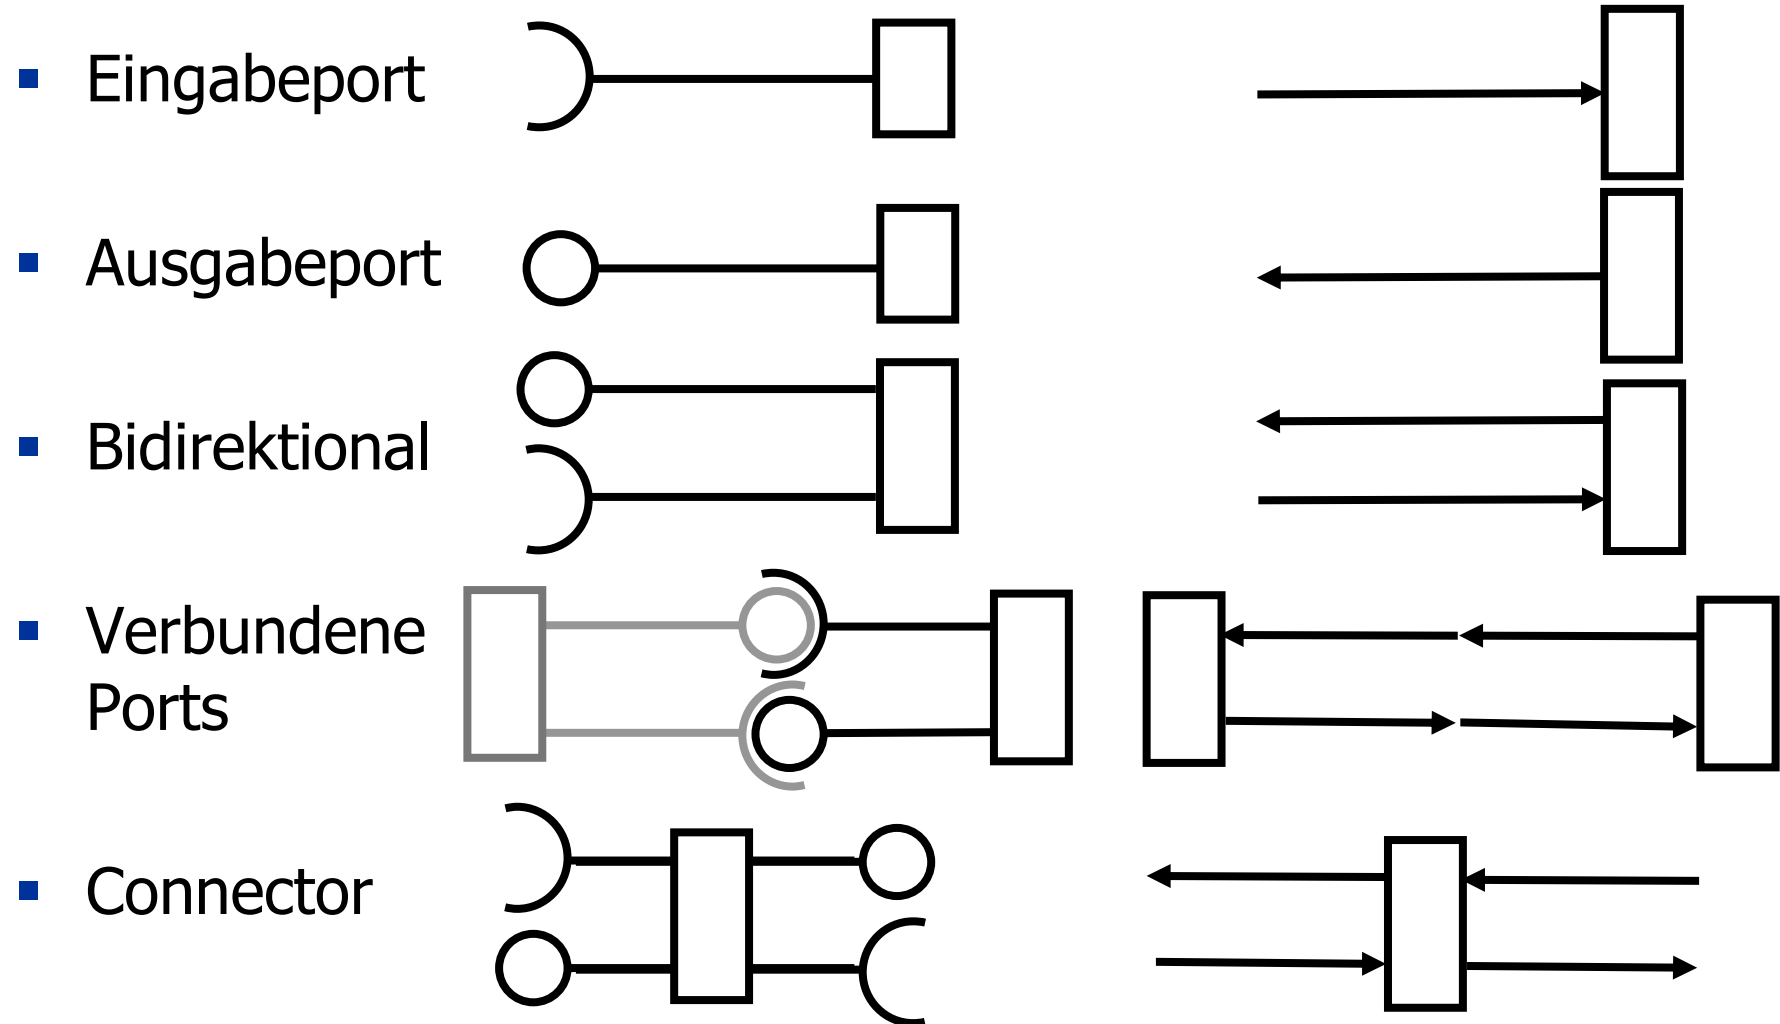 Eingabeport
Ausgabeport
Bidirektional
Verbundene
Ports
Connector